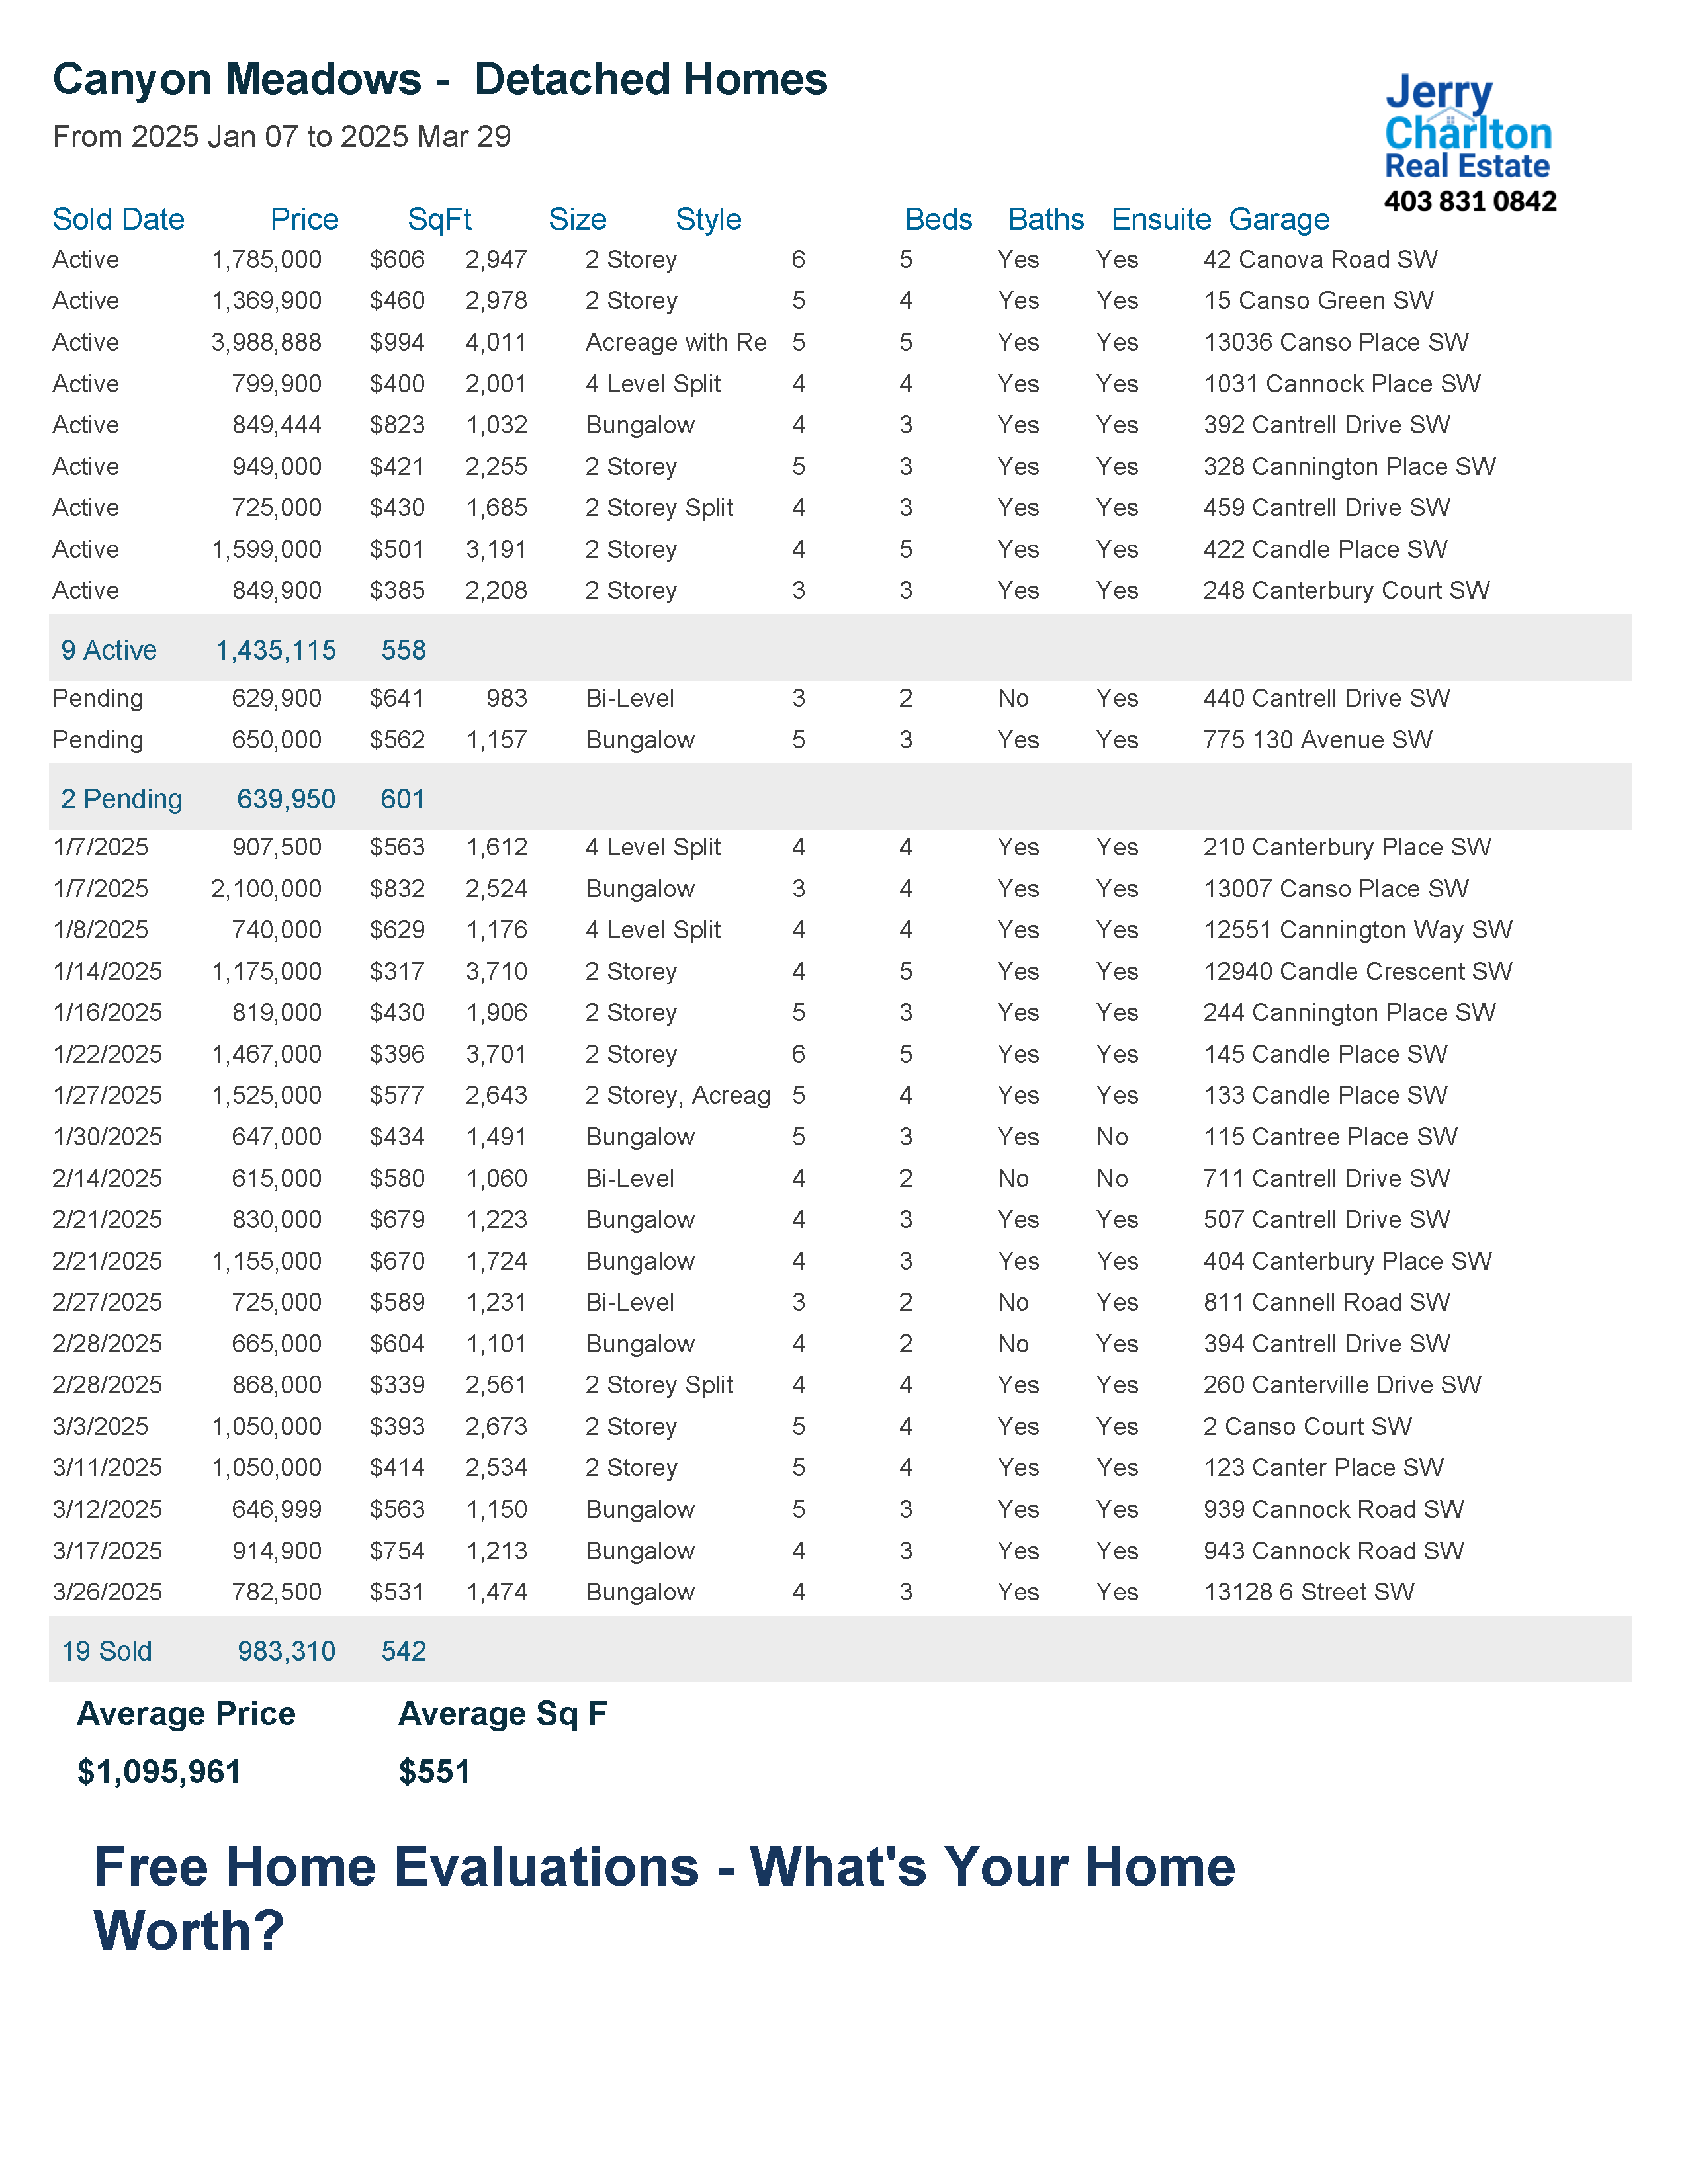 Canyon Meadows - Detached Homes
From 2025 Jan 07 to 2025 Mar 29
Jerry
Charlton
Real Estate
403 831 0842
Sold Date Price SqFt Size Style Beds Baths Ensuite Garage
Active 1,785,000 $606 2,947 2 Storey 6 5 Yes Yes 42 Canova Road SW
Active 1,369,900 $460 2,978 2 Storey 5 4 Yes Yes 15 Canso Green SW
Active 3,988,888 $994 4,011 Acreage with Re 5 5 Yes Yes 13036 Canso Place SW
Active 799,900 $400 2,001 4 Level Split 4 4 Yes Yes 1031 Cannock Place SW
Active 849,444 $823 1,032 Bungalow 4 3 Yes Yes 392 Cantrell Drive SW
Active 949,000 $421 2,255 2 Storey 5 3 Yes Yes 328 Cannington Place SW
Active 725,000 $430 1,685 2 Storey Split 4 3 Yes Yes 459 Cantrell Drive SW
Active 1,599,000 $501 3,191 2 Storey 4 5 Yes Yes 422 Candle Place SW
Active 849,900 $385 2,208 2 Storey 3 3 Yes Yes 248 Canterbury Court SW
9 Active 1,435,115 558
Pending 629,900 $641 983 Bi-Level 3 2 No Yes 440 Cantrell Drive SW
Pending 650,000 $562 1,157 Bungalow 5 3 Yes Yes 775 130 Avenue SW
2 Pending 639,950 601
1/7/2025 907,500 $563 1,612 4 Level Split 4 4 Yes Yes 210 Canterbury Place SW
1/7/2025 2,100,000 $832 2,524 Bungalow 3 4 Yes Yes 13007 Canso Place SW
1/8/2025 740,000 $629 1,176 4 Level Split 4 4 Yes Yes 12551 Cannington Way SW
1/14/2025 1,175,000 $317 3,710 2 Storey 4 5 Yes Yes 12940 Candle Crescent SW
1/16/2025 819,000 $430 1,906 2 Storey 5 3 Yes Yes 244 Cannington Place SW
1/22/2025 1,467,000 $396 3,701 2 Storey 6 5 Yes Yes 145 Candle Place SW
1/27/2025 1,525,000 $577 2,643 2 Storey, Acreag 5 4 Yes Yes 133 Candle Place SW
1/30/2025 647,000 $434 1,491 Bungalow 5 3 Yes No 115 Cantree Place SW
2/14/2025 615,000 $580 1,060 Bi-Level 4 2 No No 711 Cantrell Drive SW
2/21/2025 830,000 $679 1,223 Bungalow 4 3 Yes Yes 507 Cantrell Drive SW
2/21/2025 1,155,000 $670 1,724 Bungalow 4 3 Yes Yes 404 Canterbury Place SW
2/27/2025 725,000 $589 1,231 Bi-Level 3 2 No Yes 811 Cannell Road SW
2/28/2025 665,000 $604 1,101 Bungalow 4 2 No Yes 394 Cantrell Drive SW
2/28/2025 868,000 $339 2,561 2 Storey Split 4 4 Yes Yes 260 Canterville Drive SW
3/3/2025 1,050,000 $393 2,673 2 Storey 5 4 Yes Yes 2 Canso Court SW
3/11/2025 1,050,000 $414 2,534 2 Storey 5 4 Yes Yes 123 Canter Place SW
3/12/2025 646,999 $563 1,150 Bungalow 5 3 Yes Yes 939 Cannock Road SW
3/17/2025 914,900 $754 1,213 Bungalow 4 3 Yes Yes 943 Cannock Road SW
3/26/2025 782,500 $531 1,474 Bungalow 4 3 Yes Yes 13128 6 Street SW
19 Sold 983,310 542
Average Price Average Sq F
$1,095,961 $551
Free Home Evaluations - What's Your Home
Worth?